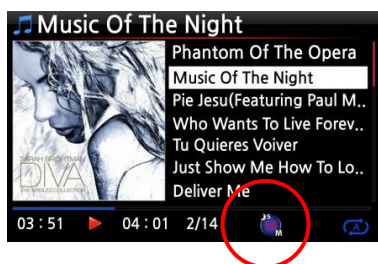 Music Of The Night
Phantom Of The Opera
Music Of The Night
Pie Jesu(Featuring Paul M..
Who Wants To Live Forev..
Tu Quieres Voiver
Just Show Me How To Lo..
Deliver Me
SARAH BRIGHTMAN
DIVA
THE SINGLES COLLECTION
03 : 51
04 : 01
2/14
JS
M
A